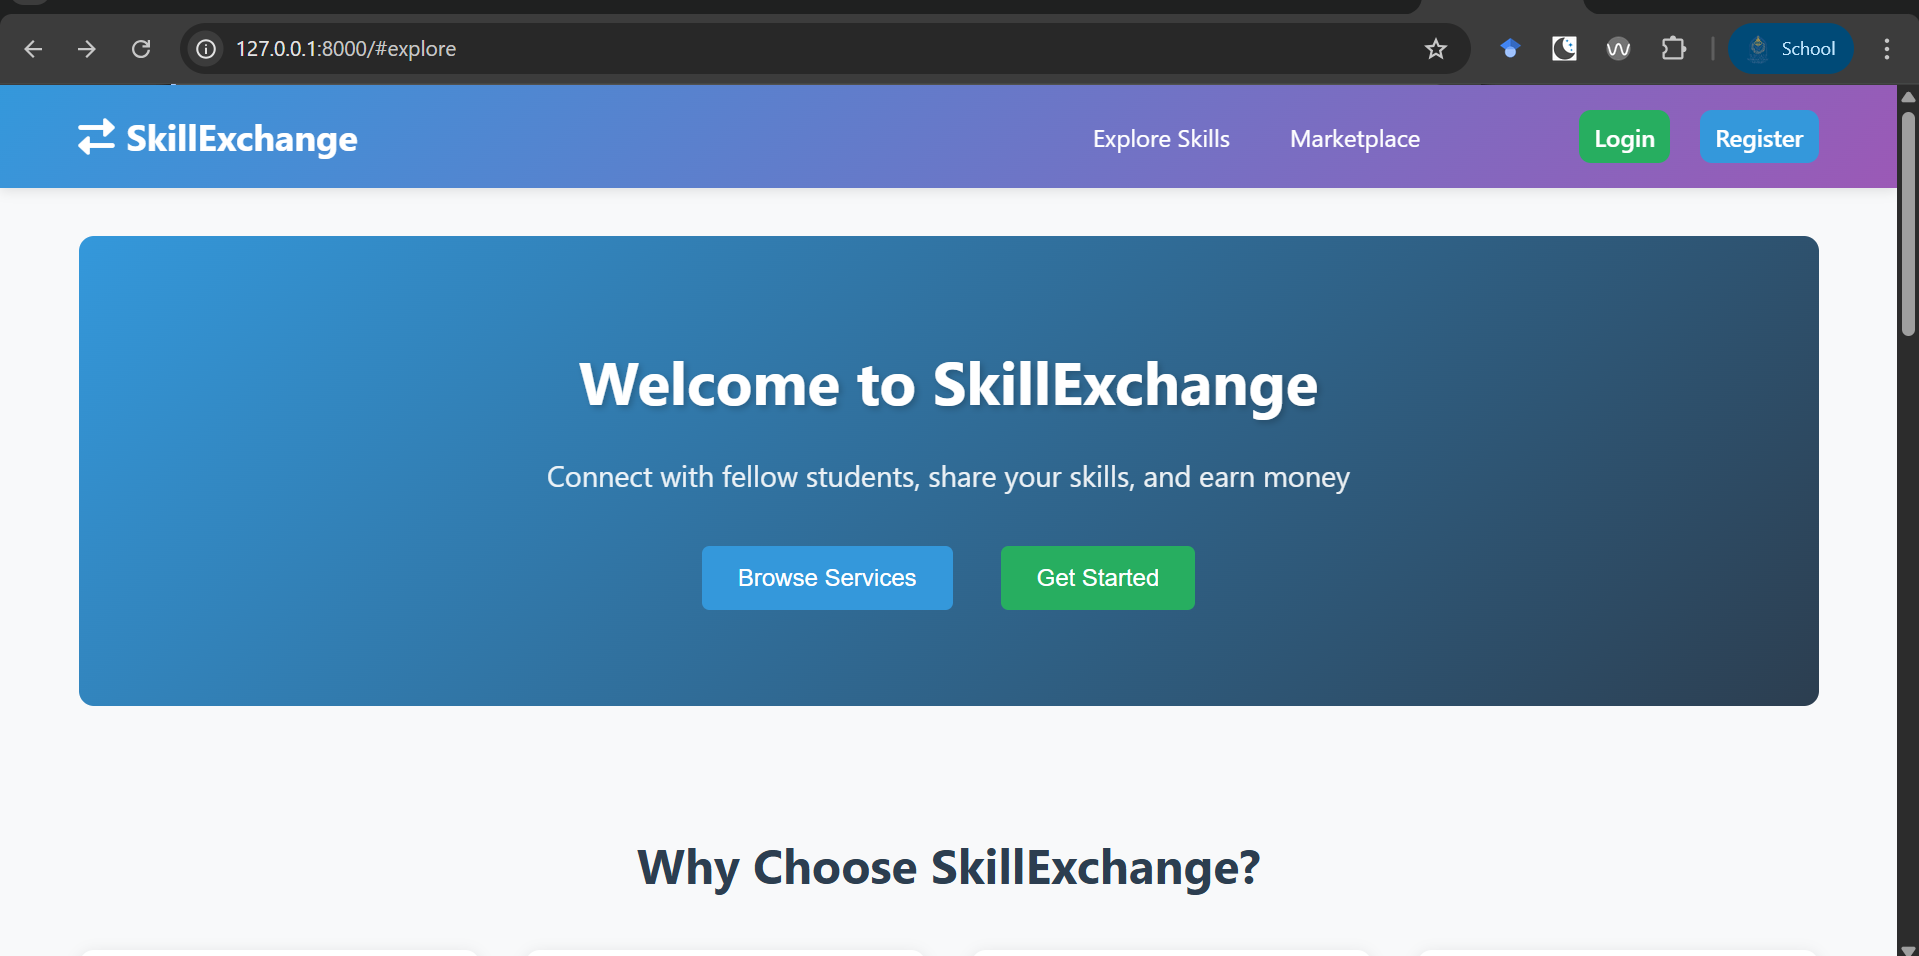 127.0.0.1:8000/#explore
School
SkillExchange
Explore Skills
Marketplace
Login
Register
Welcome to SkillExchange
Connect with fellow students, share your skills, and earn money
Browse Services
Get Started
Why Choose SkillExchange?